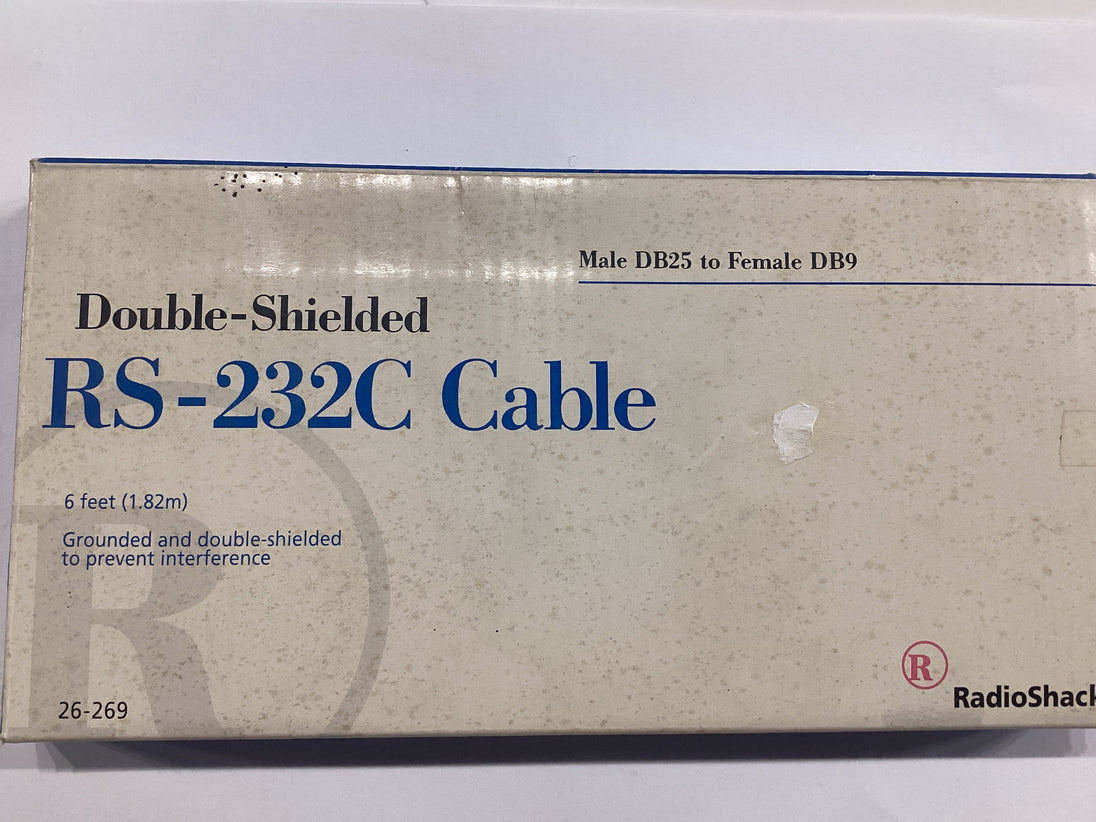 Male DB25 to Female DB9
Double-Shielded
RS-232C Cable
6 feet (1.82m)
Grounded and double-shielded
to prevent interference
R
R
26-269
RadioShack